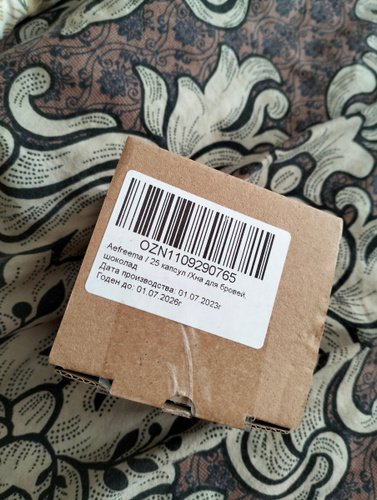 OZN1109290765
Aefreema / 25 капсул /Хна для бровей,
шоколад
Дата производства: 01.07.2023г
Годен до: 01.07.2026г